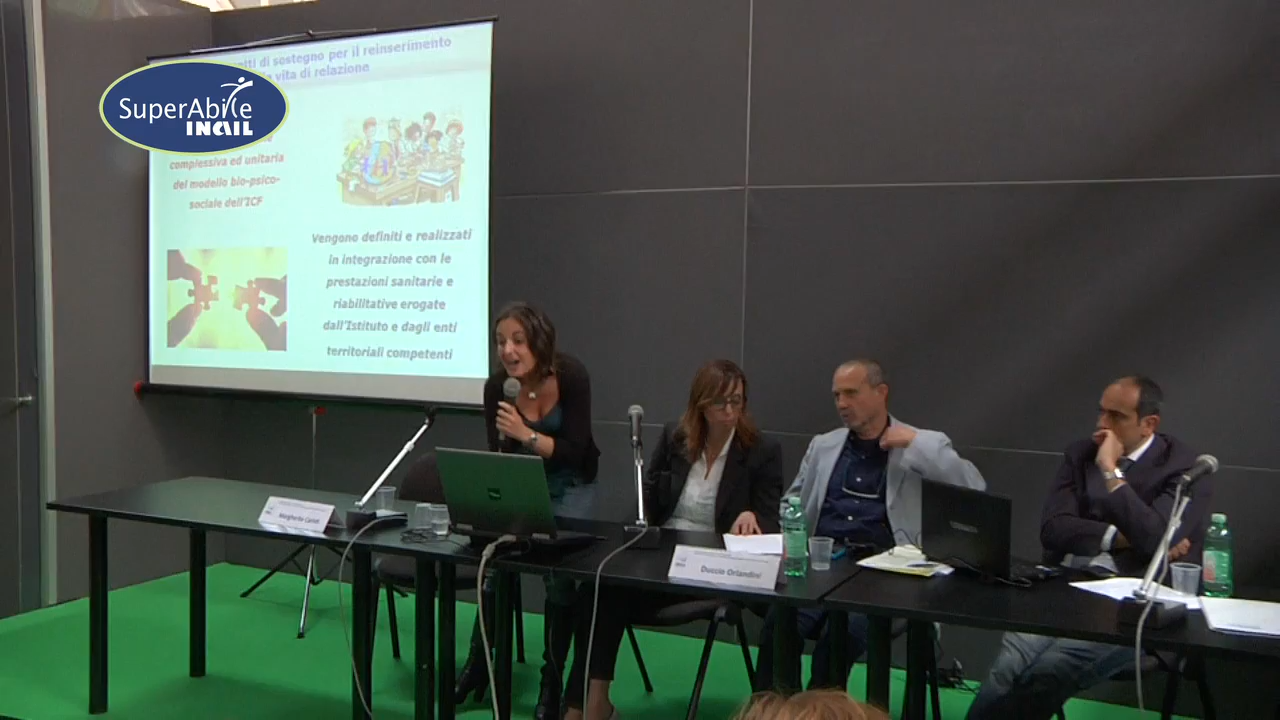 di sostegno per il reinserimento
vita di relazione
SuperAbile
INAIL
complessiva ed unitaria
del modello bio-psico-
sociale dell'ICF
Vengono definiti e realizzati
in integrazione con le
prestazioni sanitarie e
riabilitative erogate
dall'Istituto e dagli enti
territoriali competenti
Margherita
Duccio Orlandini